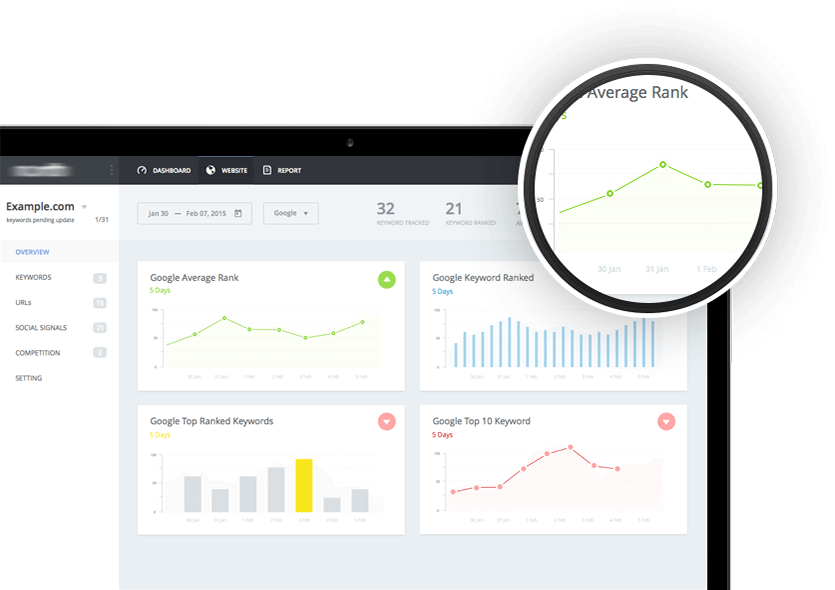 Average Rank
5
50
30 Jan 31 Jan 1 Feb
DASHBOARD WEBSITE REPORT
Example.com
keywords pending update 1/31
Jan 30 — Feb 07, 2015
Google
32
KEYWORD TRACKED
21
KEYWORD RANKED
OVERVIEW
KEYWORDS 3
URLs 15
SOCIAL SIGNALS 21
COMPETITION 2
SETTING
Google Average Rank
5 Days
100
50
0
30 Jan 31 Jan 1 Feb 2 Feb 3 Feb 4 Feb 5 Feb
Google Keyword Ranked
5 Days
100
50
0
30 Jan 31 Jan 1 Feb 2 Feb 3 Feb 4 Feb 5 Feb
Google Top Ranked Keywords
5 Days
100
50
0
30 Jan 31 Jan 1 Feb 2 Feb 3 Feb 4 Feb 5 Feb
Google Top 10 Keyword
5 Days
100
50
0
30 Jan 31 Jan 1 Feb 2 Feb 3 Feb 4 Feb 5 Feb